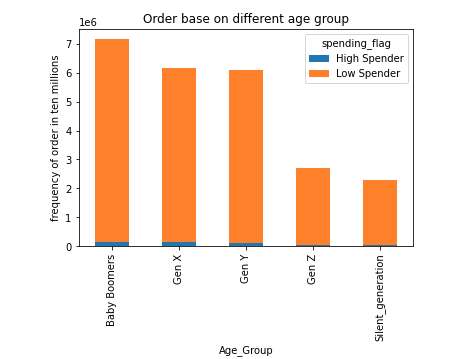 Order base on different age group
1e6
spending_flag
High Spender
Low Spender
frequency of order in ten millions
7
6
5
4
3
2
1
0
Baby Boomers
Gen X
Gen Y
Gen Z
Silent_generation
Age_Group